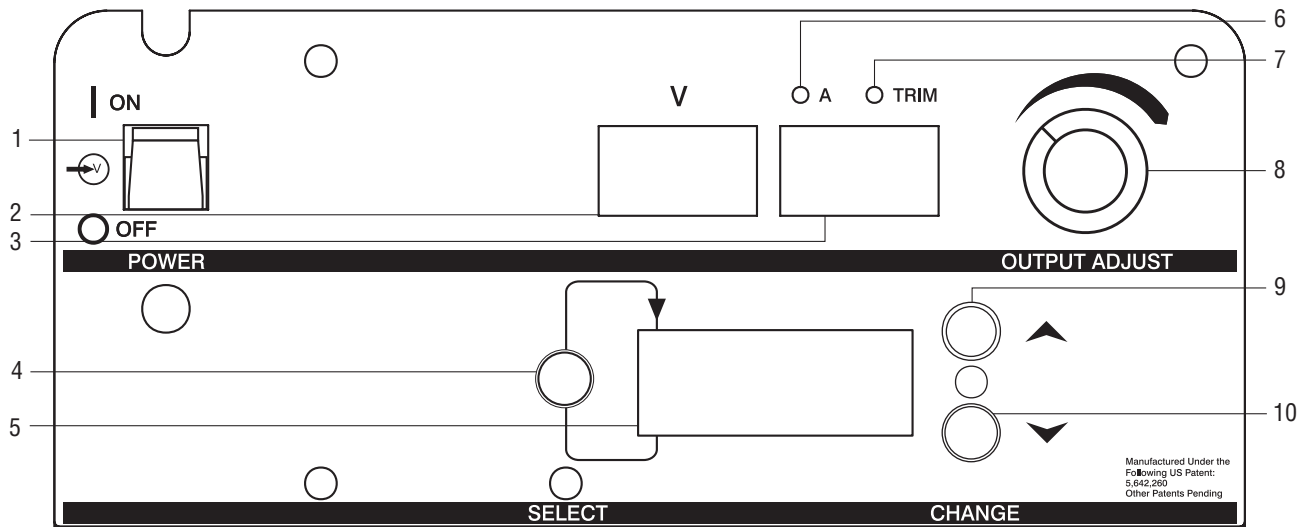 6
7
ON
V
A
TRIM
1
V
8
2
OFF
3
POWER
OUTPUT ADJUST
9
4
10
5
Manufactured Under the
Following US Patent:
5,642,260
Other Patents Pending
SELECT
CHANGE